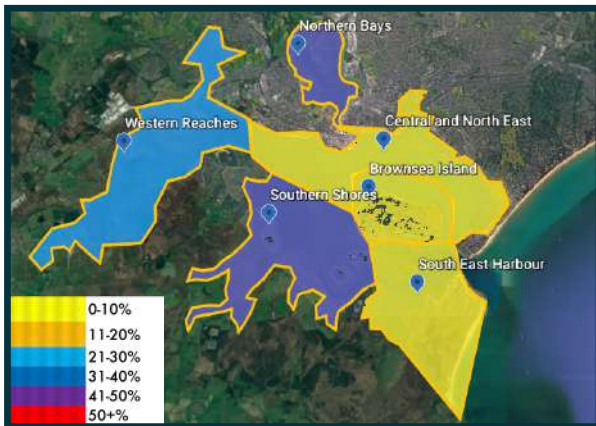 Northern Bays
Western Reaches
Central and North East
Brownsea Island
Southern Shores
South East Harbour
0-10%
11-20%
21-30%
31-40%
41-50%
50+%